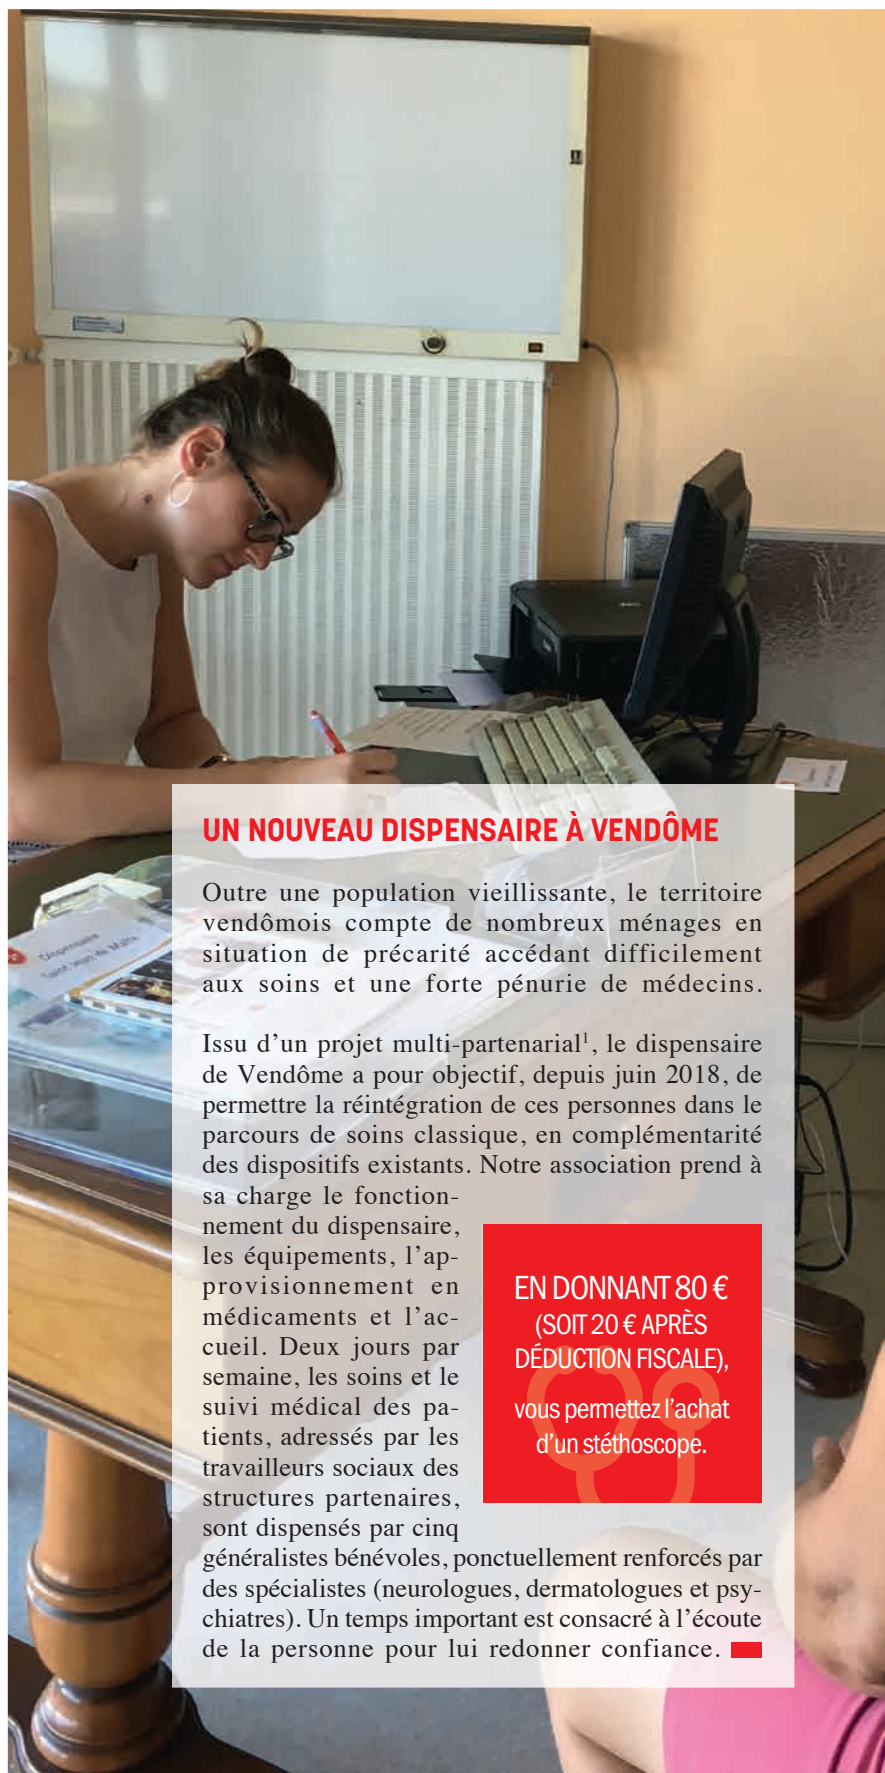 Dispensaire
Saint Jean de Malte
UN NOUVEAU DISPENSAIRE À VENDÔME
Outre une population vieillissante, le territoire
vendômois compte de nombreux ménages en
situation de précarité accédant difficilement
aux soins et une forte pénurie de médecins.
Issu d’un projet multi-partenarial¹, le dispensaire
de Vendôme a pour objectif, depuis juin 2018, de
permettre la réintégration de ces personnes dans le
parcours de soins classique, en complémentarité
des dispositifs existants. Notre association prend à
sa charge le fonction-
nement du dispensaire,
les équipements, l’ap-
provisionnement en
médicaments et l’ac-
cueil. Deux jours par
semaine, les soins et le
suivi médical des pa-
tients, adressés par les
travailleurs sociaux des
structures partenaires,
sont dispensés par cinq
généralistes bénévoles, ponctuellement renforcés par
des spécialistes (neurologues, dermatologues et psy-
chiatres). Un temps important est consacré à l’écoute
de la personne pour lui redonner confiance.
EN DONNANT 80 €
(SOIT 20 € APRÈS
DÉDUCTION FISCALE),
vous permettez l’achat
d’un stéthoscope.